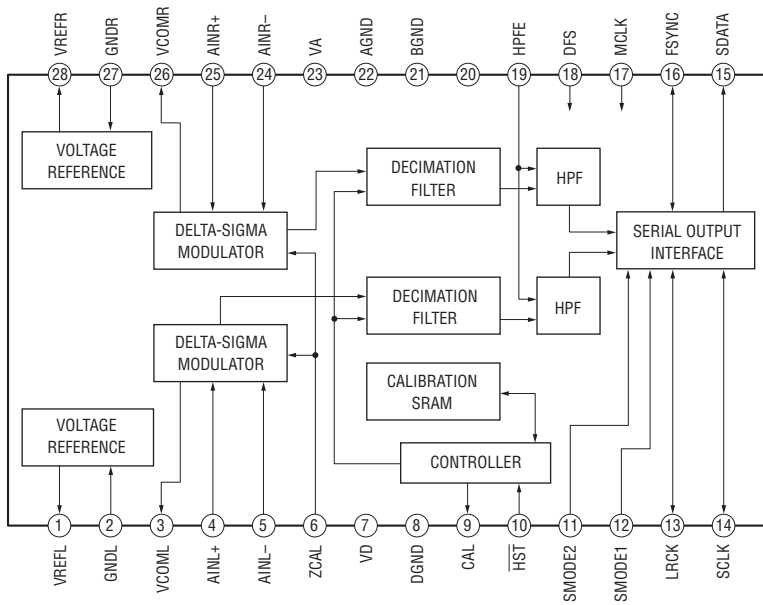 VREFR
GNDR
VCOMR
AINR+
AINR–
VA
AGND
BGND
HPFE
DFS
MCLK
FSYNC
SDATA
28
27
26
25
24
23
22
21
20
19
18
17
16
15
VOLTAGE
REFERENCE
DECIMATION
FILTER
HPF
DELTA-SIGMA
MODULATOR
SERIAL OUTPUT
INTERFACE
DECIMATION
FILTER
HPF
DELTA-SIGMA
MODULATOR
CALIBRATION
SRAM
VOLTAGE
REFERENCE
CONTROLLER
1
2
3
4
5
6
7
8
9
10
11
12
13
14
VREFL
GNDL
VCOML
AINL+
AINL–
ZCAL
VD
DGND
CAL
HST
SMODE2
SMODE1
LRCK
SCLK